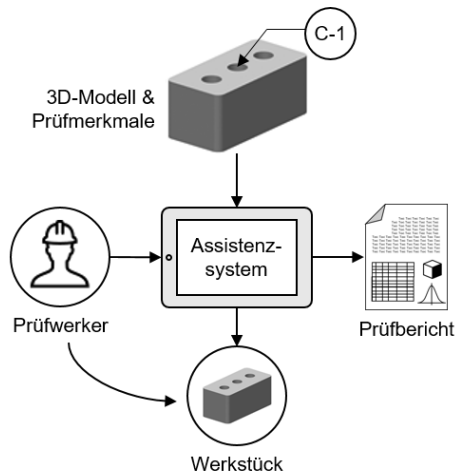 C-1
3D-Modell &
Prüfmerkmale
Assistenz-
system
Prüfwerker
Prüfbericht
Werkstück